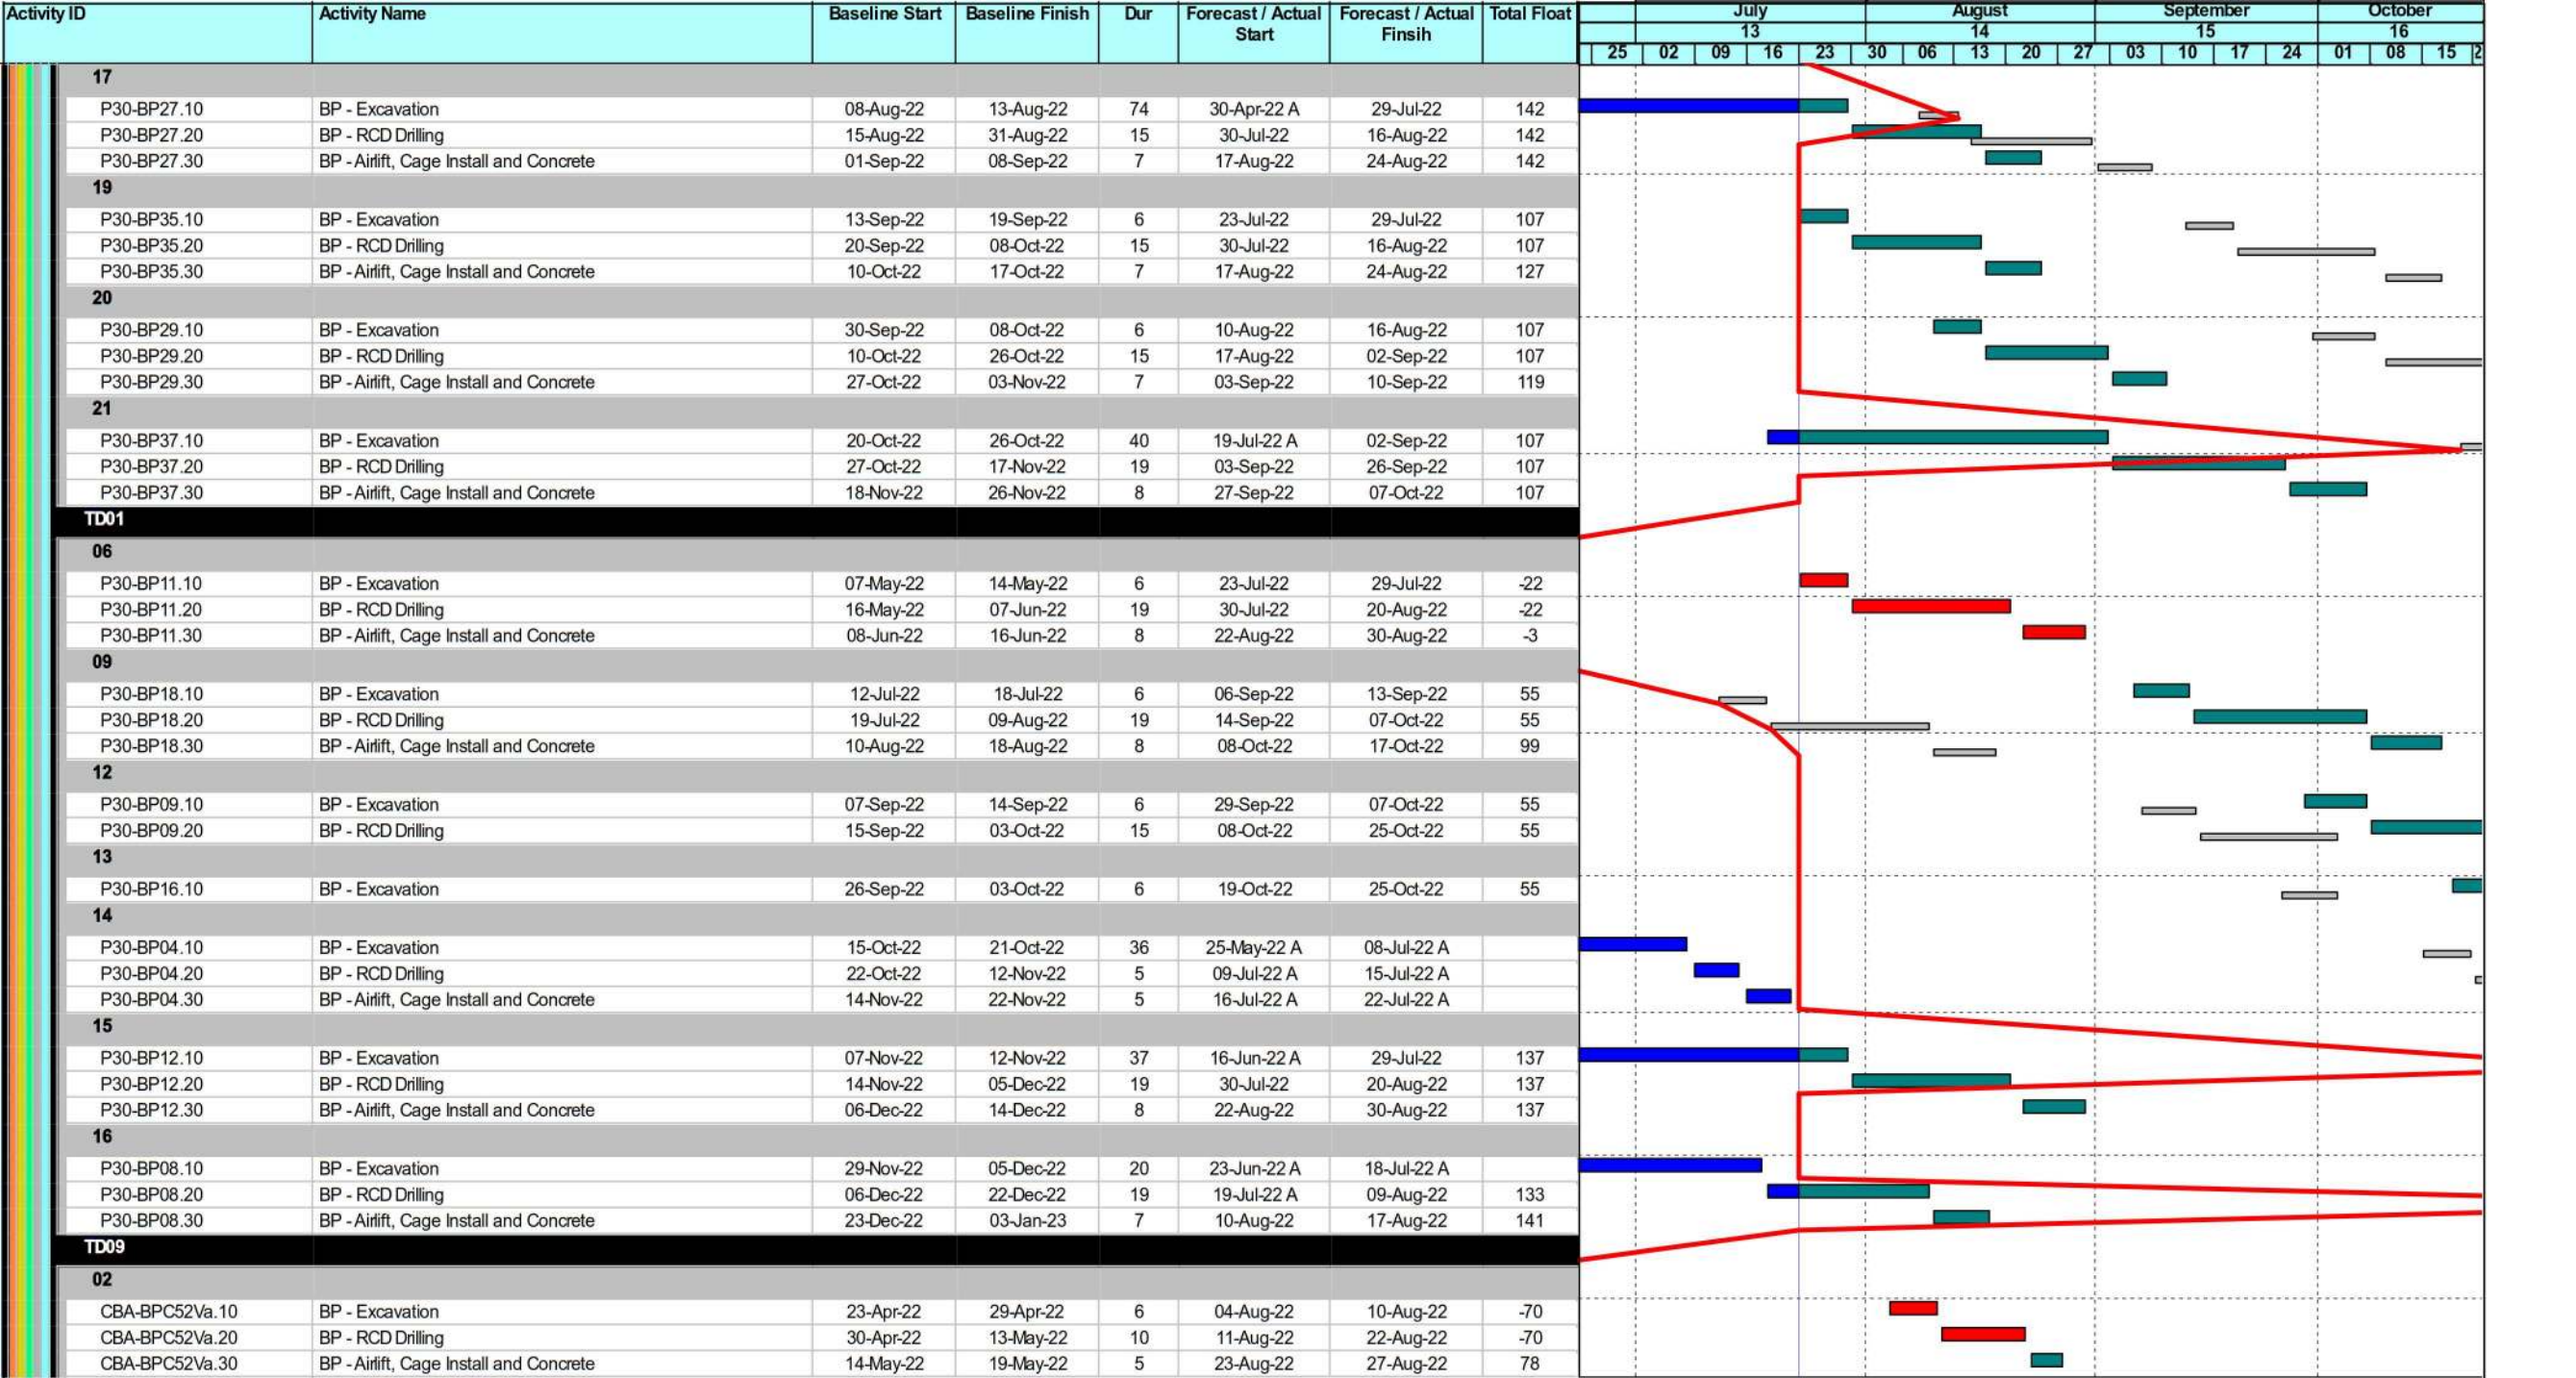 Activity ID Activity Name Baseline Start Baseline Finish Dur Forecast / Actual Start Forecast / Actual Finsih Total Float
July August September October
13 14 15 16
25 02 09 16 23 30 06 13 20 27 03 10 17 24 01 08 15 2
17
P30-BP27.10 BP - Excavation 08-Aug-22 13-Aug-22 74 30-Apr-22 A 29-Jul-22 142
P30-BP27.20 BP - RCD Drilling 15-Aug-22 31-Aug-22 15 30-Jul-22 16-Aug-22 142
P30-BP27.30 BP - Airlift, Cage Install and Concrete 01-Sep-22 08-Sep-22 7 17-Aug-22 24-Aug-22 142
19
P30-BP35.10 BP - Excavation 13-Sep-22 19-Sep-22 6 23-Jul-22 29-Jul-22 107
P30-BP35.20 BP - RCD Drilling 20-Sep-22 08-Oct-22 15 30-Jul-22 16-Aug-22 107
P30-BP35.30 BP - Airlift, Cage Install and Concrete 10-Oct-22 17-Oct-22 7 17-Aug-22 24-Aug-22 127
20
P30-BP29.10 BP - Excavation 30-Sep-22 08-Oct-22 6 10-Aug-22 16-Aug-22 107
P30-BP29.20 BP - RCD Drilling 10-Oct-22 26-Oct-22 15 17-Aug-22 02-Sep-22 107
P30-BP29.30 BP - Airlift, Cage Install and Concrete 27-Oct-22 03-Nov-22 7 03-Sep-22 10-Sep-22 119
21
P30-BP37.10 BP - Excavation 20-Oct-22 26-Oct-22 40 19-Jul-22 A 02-Sep-22 107
P30-BP37.20 BP - RCD Drilling 27-Oct-22 17-Nov-22 19 03-Sep-22 26-Sep-22 107
P30-BP37.30 BP - Airlift, Cage Install and Concrete 18-Nov-22 26-Nov-22 8 27-Sep-22 07-Oct-22 107
TD01
06
P30-BP11.10 BP - Excavation 07-May-22 14-May-22 6 23-Jul-22 29-Jul-22 -22
P30-BP11.20 BP - RCD Drilling 16-May-22 07-Jun-22 19 30-Jul-22 20-Aug-22 -22
P30-BP11.30 BP - Airlift, Cage Install and Concrete 08-Jun-22 16-Jun-22 8 22-Aug-22 30-Aug-22 -3
09
P30-BP18.10 BP - Excavation 12-Jul-22 18-Jul-22 6 06-Sep-22 13-Sep-22 55
P30-BP18.20 BP - RCD Drilling 19-Jul-22 09-Aug-22 19 14-Sep-22 07-Oct-22 55
P30-BP18.30 BP - Airlift, Cage Install and Concrete 10-Aug-22 18-Aug-22 8 08-Oct-22 17-Oct-22 99
12
P30-BP09.10 BP - Excavation 07-Sep-22 14-Sep-22 6 29-Sep-22 07-Oct-22 55
P30-BP09.20 BP - RCD Drilling 15-Sep-22 03-Oct-22 15 08-Oct-22 25-Oct-22 55
13
P30-BP16.10 BP - Excavation 26-Sep-22 03-Oct-22 6 19-Oct-22 25-Oct-22 55
14
P30-BP04.10 BP - Excavation 15-Oct-22 21-Oct-22 36 25-May-22 A 08-Jul-22 A
P30-BP04.20 BP - RCD Drilling 22-Oct-22 12-Nov-22 5 09-Jul-22 A 15-Jul-22 A
P30-BP04.30 BP - Airlift, Cage Install and Concrete 14-Nov-22 22-Nov-22 5 16-Jul-22 A 22-Jul-22 A
15
P30-BP12.10 BP - Excavation 07-Nov-22 12-Nov-22 37 16-Jun-22 A 29-Jul-22 137
P30-BP12.20 BP - RCD Drilling 14-Nov-22 05-Dec-22 19 30-Jul-22 20-Aug-22 137
P30-BP12.30 BP - Airlift, Cage Install and Concrete 06-Dec-22 14-Dec-22 8 22-Aug-22 30-Aug-22 137
16
P30-BP08.10 BP - Excavation 29-Nov-22 05-Dec-22 20 23-Jun-22 A 18-Jul-22 A
P30-BP08.20 BP - RCD Drilling 06-Dec-22 22-Dec-22 19 19-Jul-22 A 09-Aug-22 133
P30-BP08.30 BP - Airlift, Cage Install and Concrete 23-Dec-22 03-Jan-23 7 10-Aug-22 17-Aug-22 141
TD09
02
CBA-BPC52Va.10 BP - Excavation 23-Apr-22 29-Apr-22 6 04-Aug-22 10-Aug-22 -70
CBA-BPC52Va.20 BP - RCD Drilling 30-Apr-22 13-May-22 10 11-Aug-22 22-Aug-22 -70
CBA-BPC52Va.30 BP - Airlift, Cage Install and Concrete 14-May-22 19-May-22 5 23-Aug-22 27-Aug-22 78